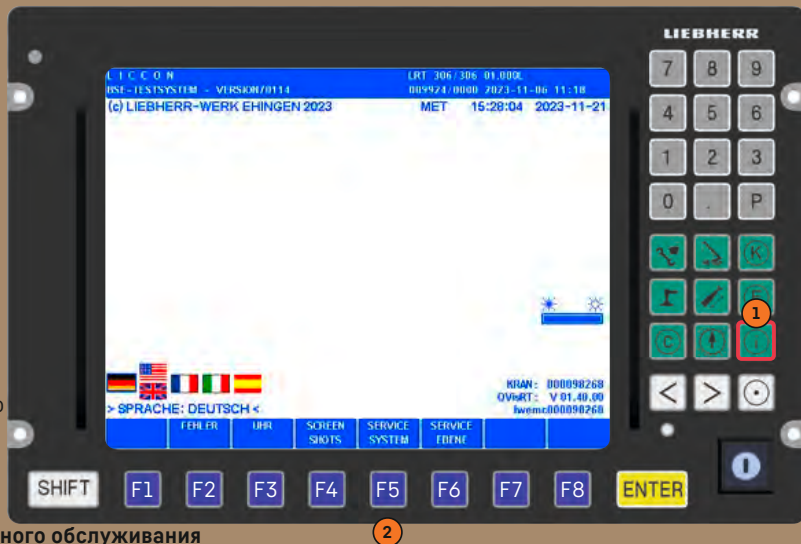 LIEBHERR
LICCON LRT 306/306 01.000L
BSE-TESTSYSTEM - VERSION/0114 009924/0000 2023-11-06 11:18
(c) LIEBHERR-WERK EHINGEN 2023 MET 15:28:04 2023-11-21
KRAN: 000098268
QVisRT: V 01.40.00
lwemc000098268
> SPRACHE: DEUTSCH <
FEHLER UHR SCREEN SHOTS SERVICE SYSTEM SERVICE EBENE
7 8 9
4 5 6
1 2 3
0 . P
K
1
C i
< >
SHIFT F1 F2 F3 F4 F5 F6 F7 F8 ENTER
2
ного обслуживания